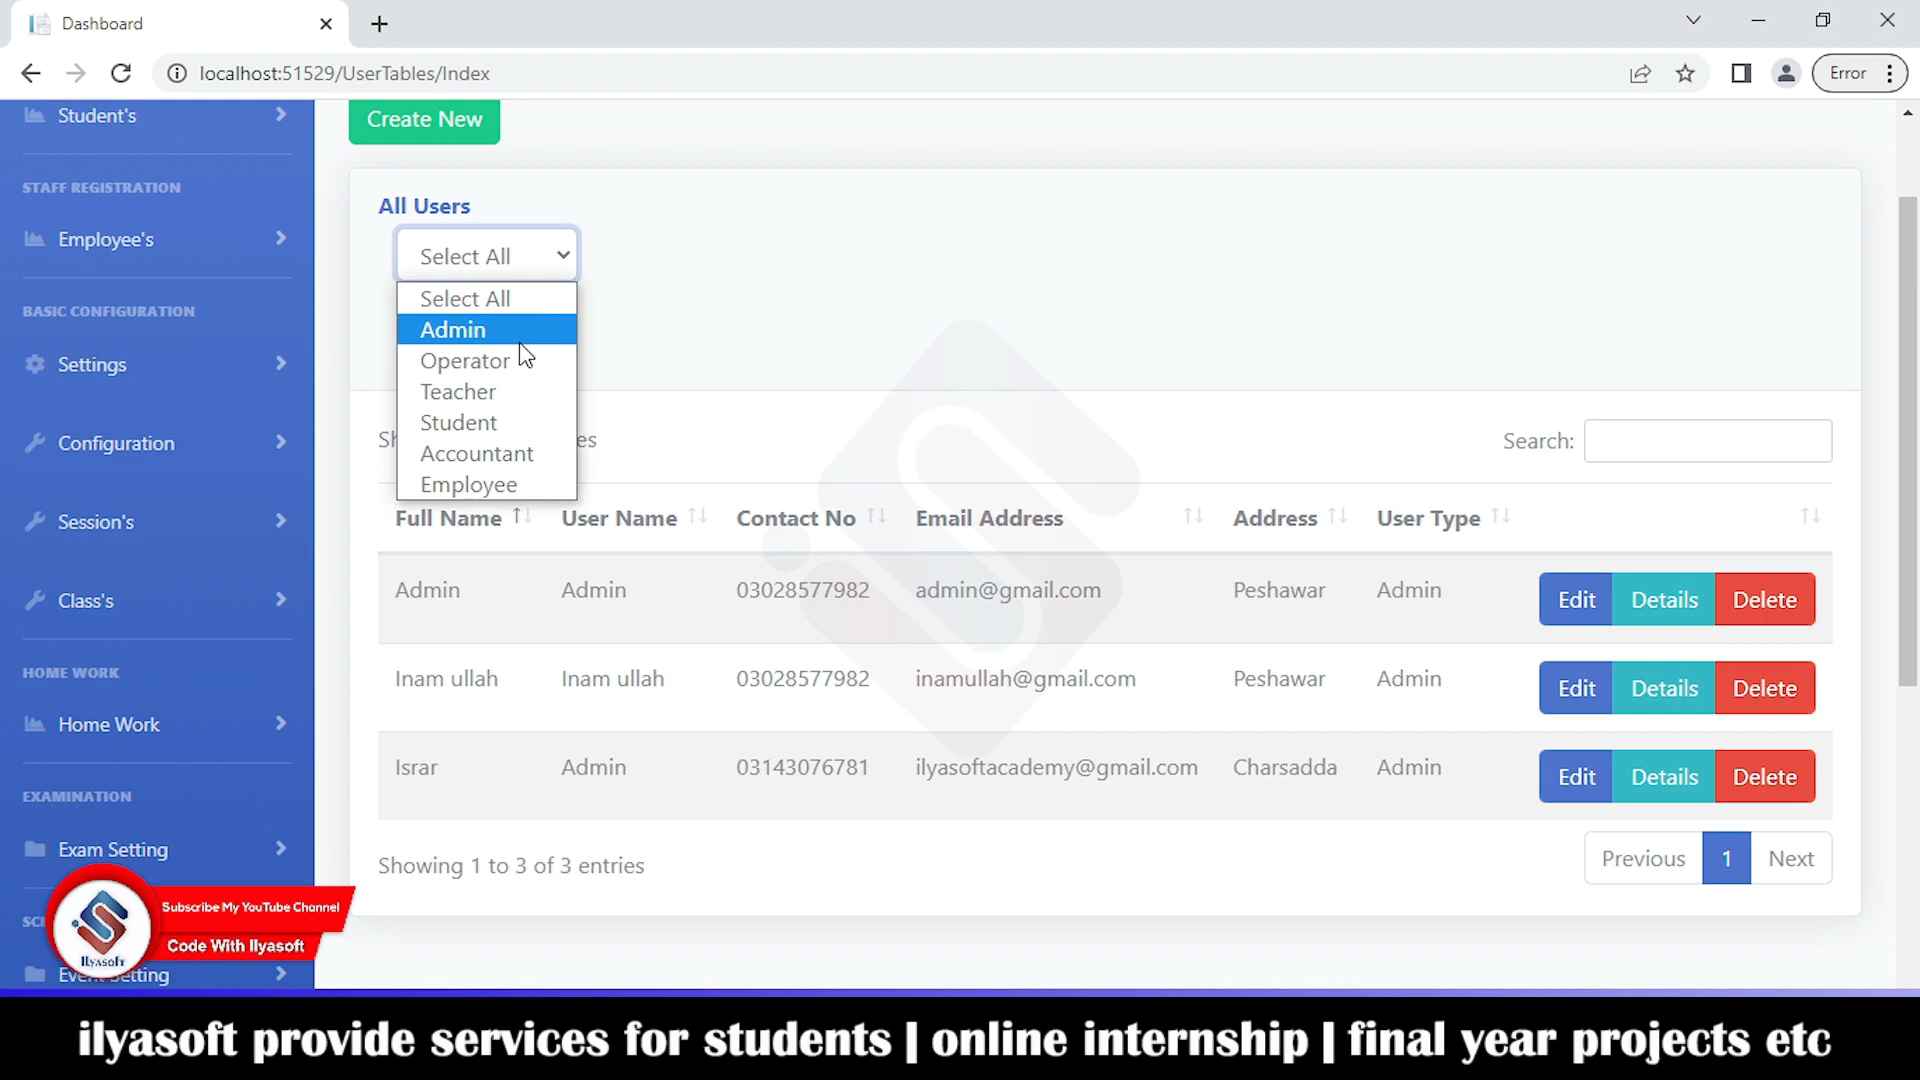 Dashboard
localhost:51529/UserTables/Index
Error
Student's
STAFF REGISTRATION
Employee's
BASIC CONFIGURATION
Settings
Configuration
Session's
Class's
HOME WORK
Home Work
EXAMINATION
Exam Setting
Setting
Create New
All Users
Select All
Select All
Admin
Operator
Teacher
Student
Accountant
Employee
Search:
Full Name User Name Contact No Email Address Address User Type
Admin Admin 03028577982 admin@gmail.com Peshawar Admin Edit Details Delete
Inam ullah Inam ullah 03028577982 inamullah@gmail.com Peshawar Admin Edit Details Delete
Israr Admin 03143076781 ilyasoftacademy@gmail.com Charsadda Admin Edit Details Delete
Showing 1 to 3 of 3 entries
Previous 1 Next
Subscribe My YouTube Channel
Code With Ilyasoft
Ilyasoft
ilyasoft provide services for students | online internship | final year projects etc